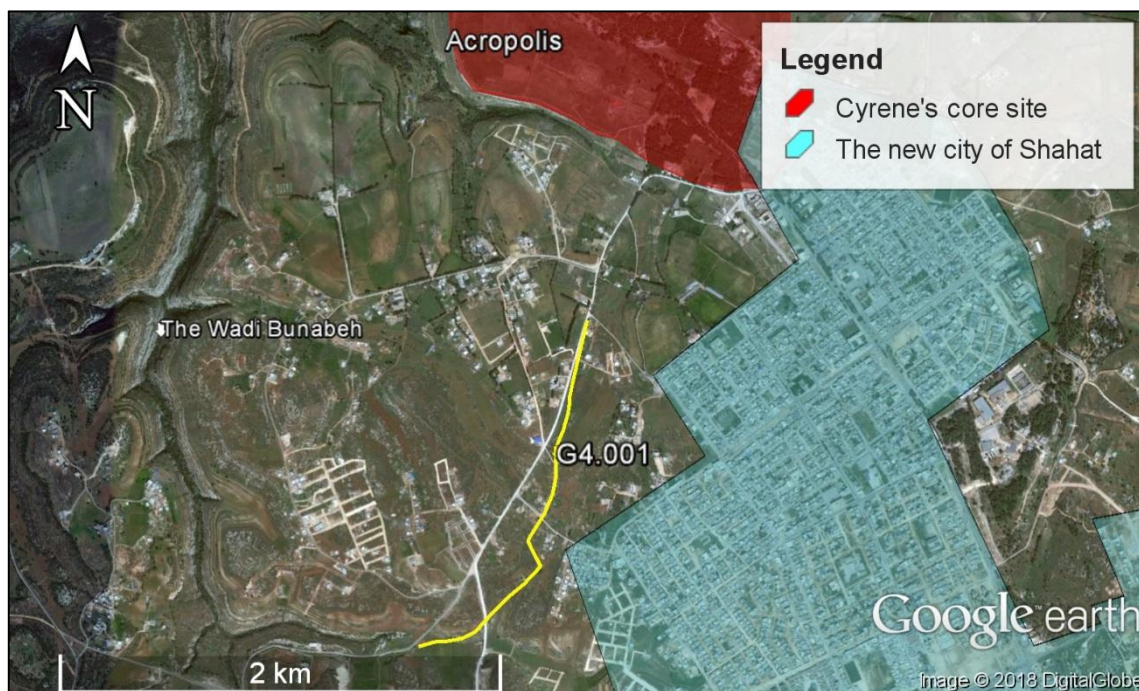 Acropolis
Legend
Cyrene's core site
The new city of Shahat
N
The Wadi Bunabeh
G4.001
2 km
Google earth
Image © 2018 DigitalGlobe